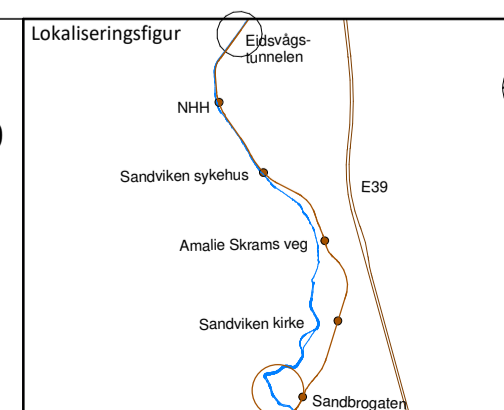 Lokaliseringsfigur
Eidsvågs-
tunnelen
NHH
Sandviken sykehus
E39
Amalie Skrams veg
Sandviken kirke
Sandbrogaten